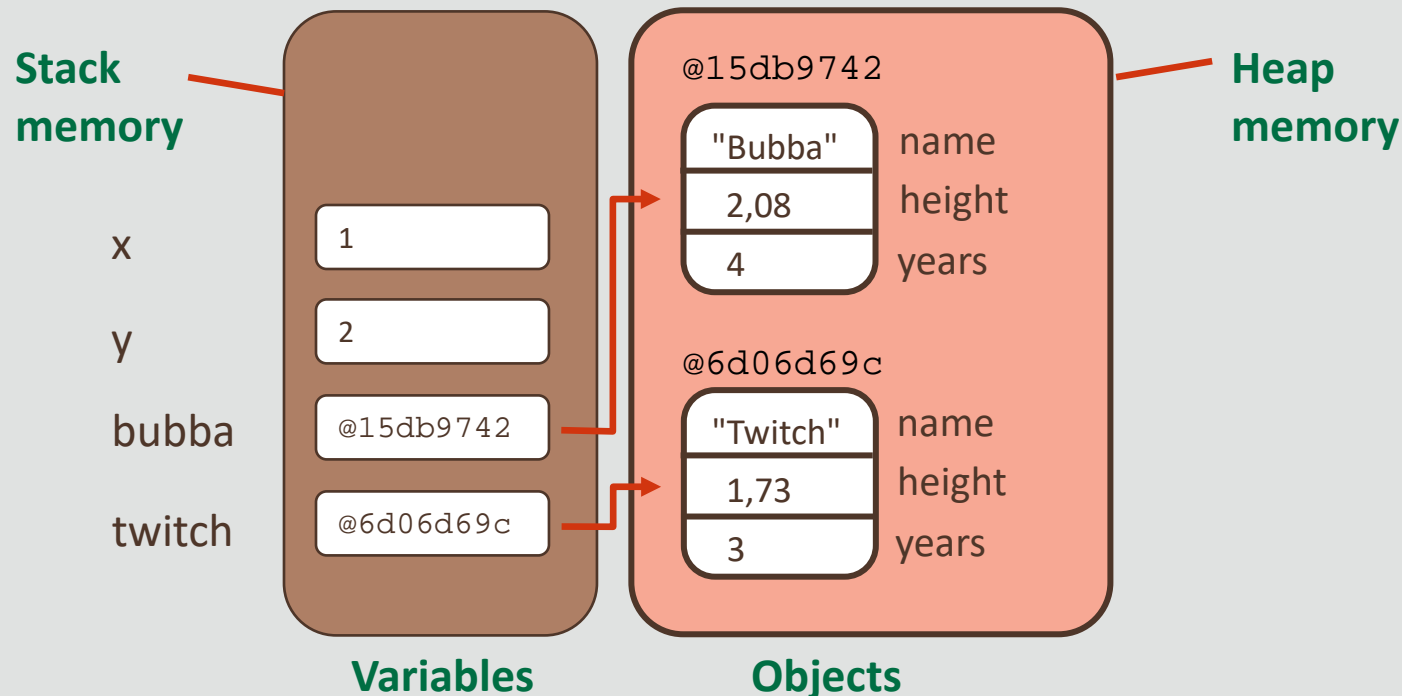 Stack
memory
x
y
bubba
twitch
1
2
@15db9742
@6d06d69c
@15db9742
"Bubba" name
2,08 height
4 years
@6d06d69c
"Twitch" name
1,73 height
3 years
Heap
memory
Variables
Objects